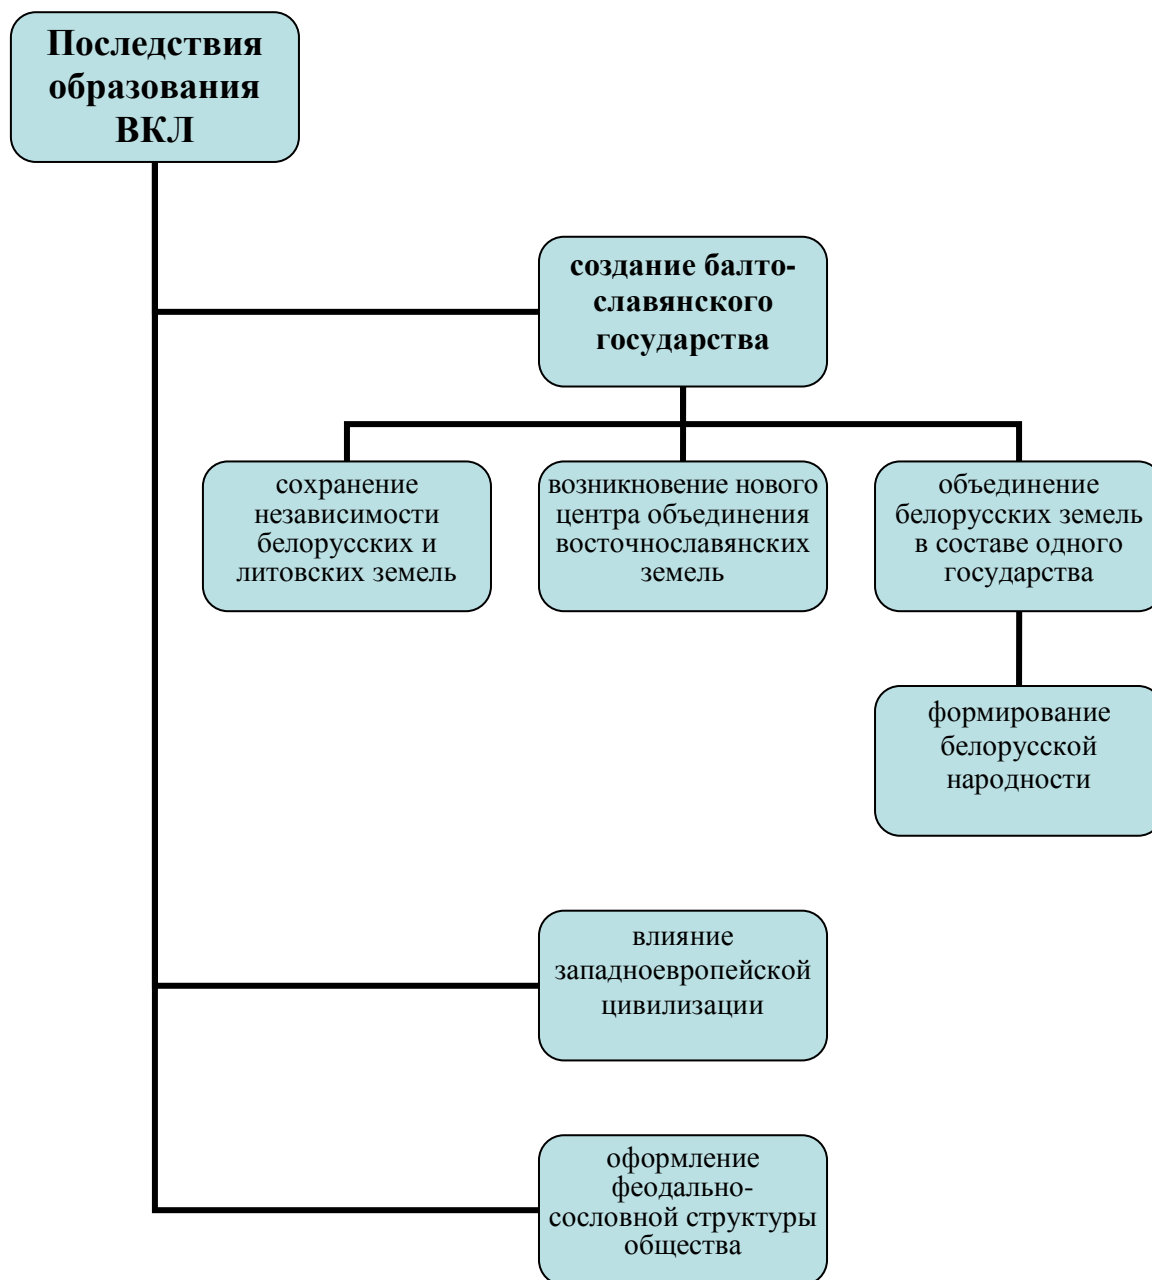 Последствия
образования
ВКЛ
создание балто-
славянского
государства
сохранение
независимости
белорусских и
литовских земель
возникновение нового
центра объединения
восточнославянских
земель
объединение
белорусских земель
в составе одного
государства
формирование
белорусской
народности
влияние
западноевропейской
цивилизации
оформление
феодально-
сословной структуры
общества